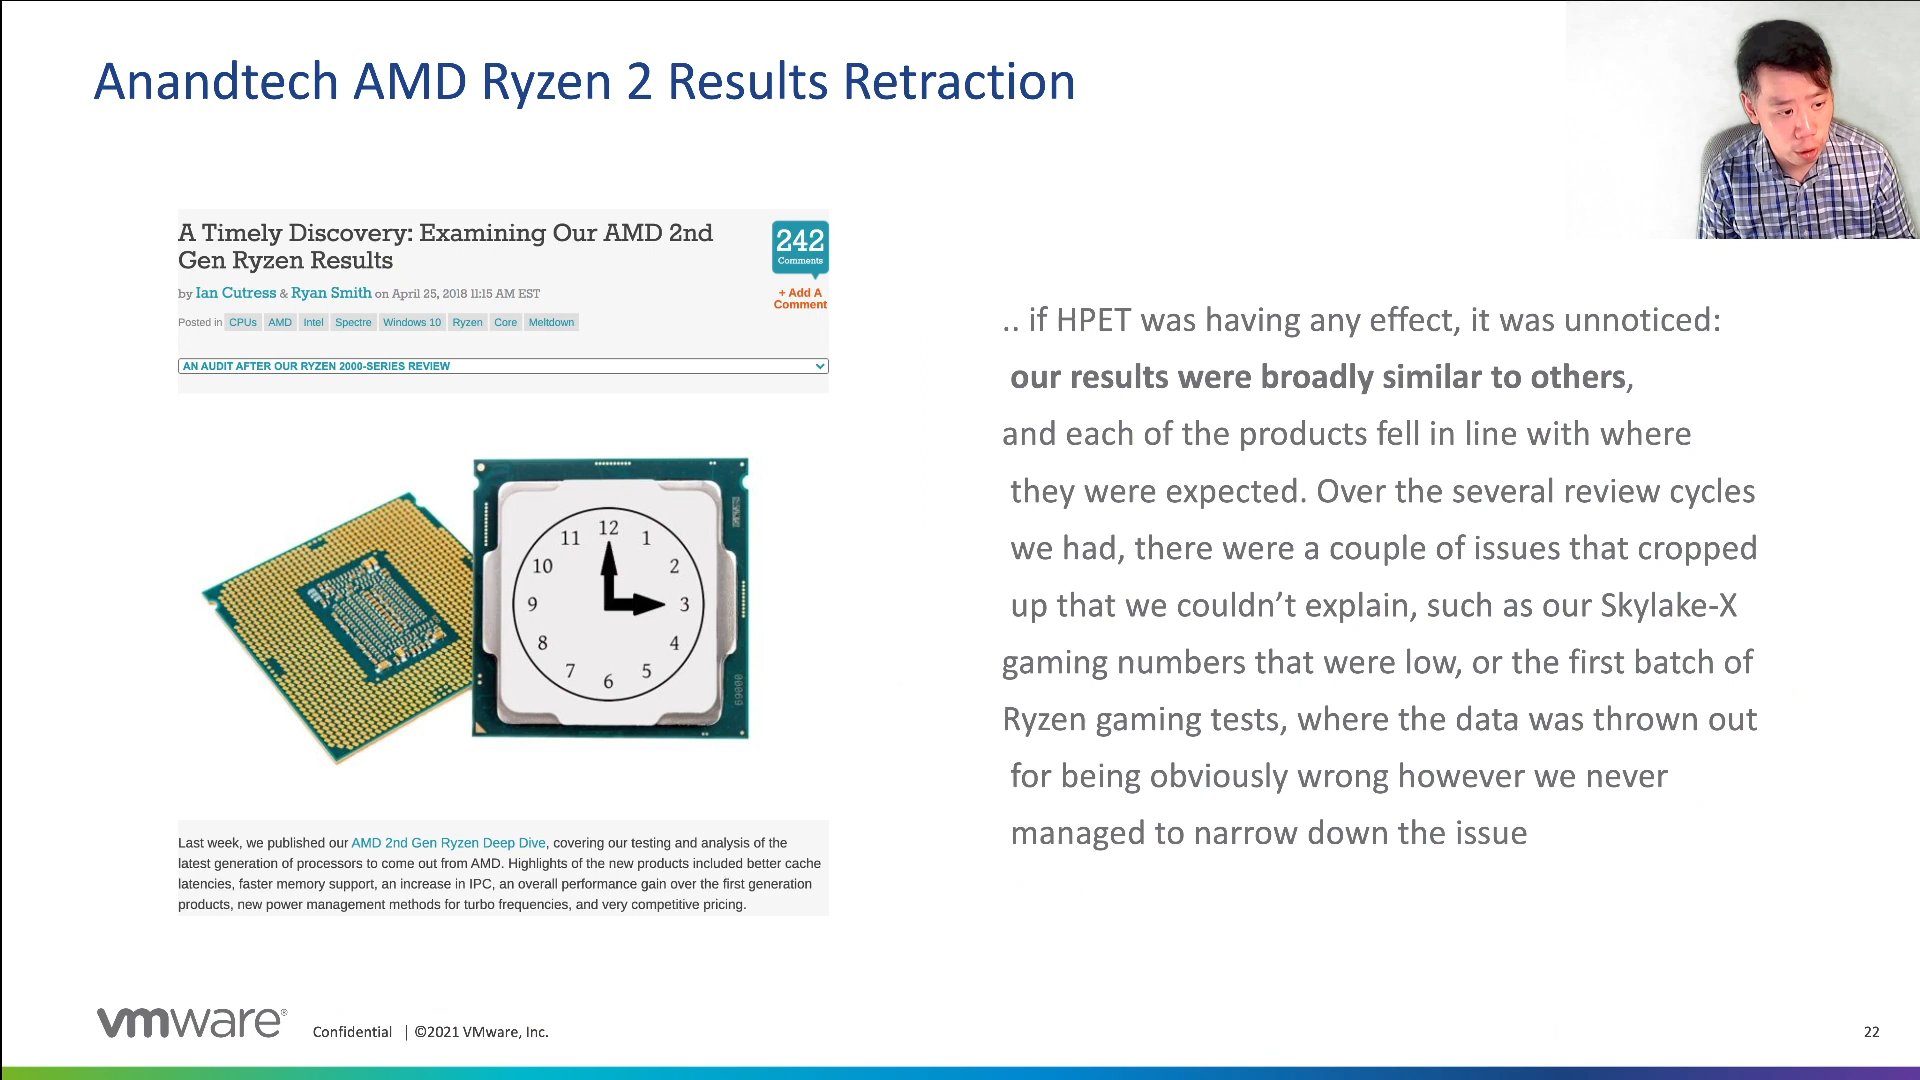 Anandtech AMD Ryzen 2 Results Retraction
A Timely Discovery: Examining Our AMD 2nd
Gen Ryzen Results
by Ian Cutress & Ryan Smith on April 25, 2018 11:15 AM EST
Posted in CPUs AMD Intel Spectre Windows 10 Ryzen Core Meltdown
242
Comments
+ Add A
Comment
AN AUDIT AFTER OUR RYZEN 2000-SERIES REVIEW
12
1
2
3
4
5
6
7
8
9
10
11
69000
Last week, we published our AMD 2nd Gen Ryzen Deep Dive, covering our testing and analysis of the
latest generation of processors to come out from AMD. Highlights of the new products included better cache
latencies, faster memory support, an increase in IPC, an overall performance gain over the first generation
products, new power management methods for turbo frequencies, and very competitive pricing.
.. if HPET was having any effect, it was unnoticed:
our results were broadly similar to others,
and each of the products fell in line with where
they were expected. Over the several review cycles
we had, there were a couple of issues that cropped
up that we couldn’t explain, such as our Skylake-X
gaming numbers that were low, or the first batch of
Ryzen gaming tests, where the data was thrown out
for being obviously wrong however we never
managed to narrow down the issue
vmware®
Confidential | ©2021 VMware, Inc.
22